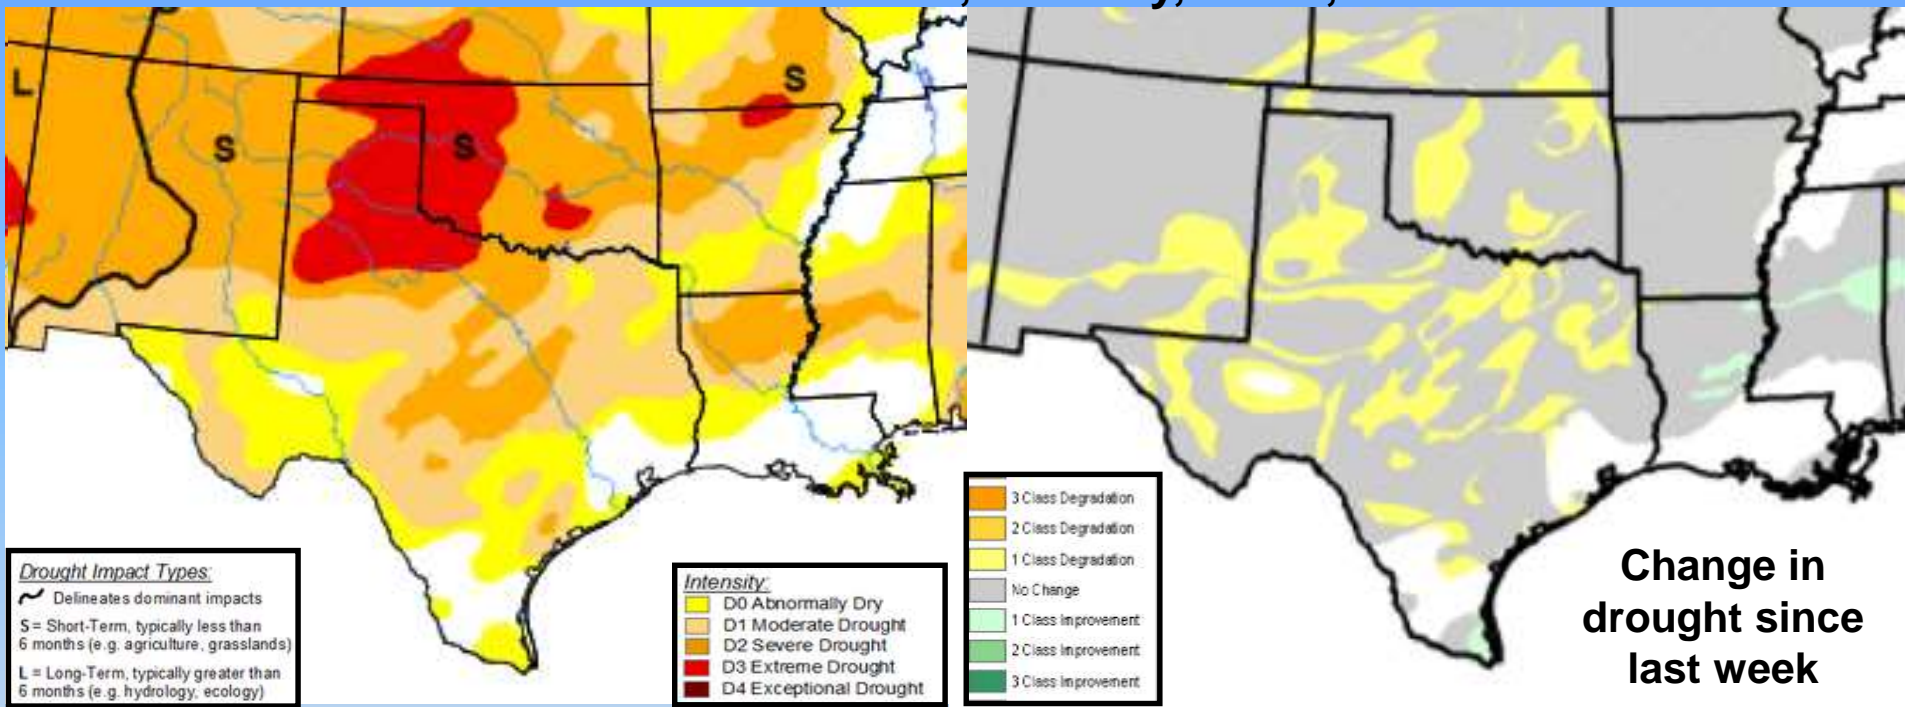 L
S
S
S
Drought Impact Types:
Delineates dominant impacts
S = Short-Term, typically less than
6 months (e.g. agriculture, grasslands)
L = Long-Term, typically greater than
6 months (e.g. hydrology, ecology)
Intensity:
D0 Abnormally Dry
D1 Moderate Drought
D2 Severe Drought
D3 Extreme Drought
D4 Exceptional Drought
3 Class Degradation
2 Class Degradation
1 Class Degradation
No Change
1 Class Improvement
2 Class Improvement
3 Class Improvement
Change in
drought since
last week